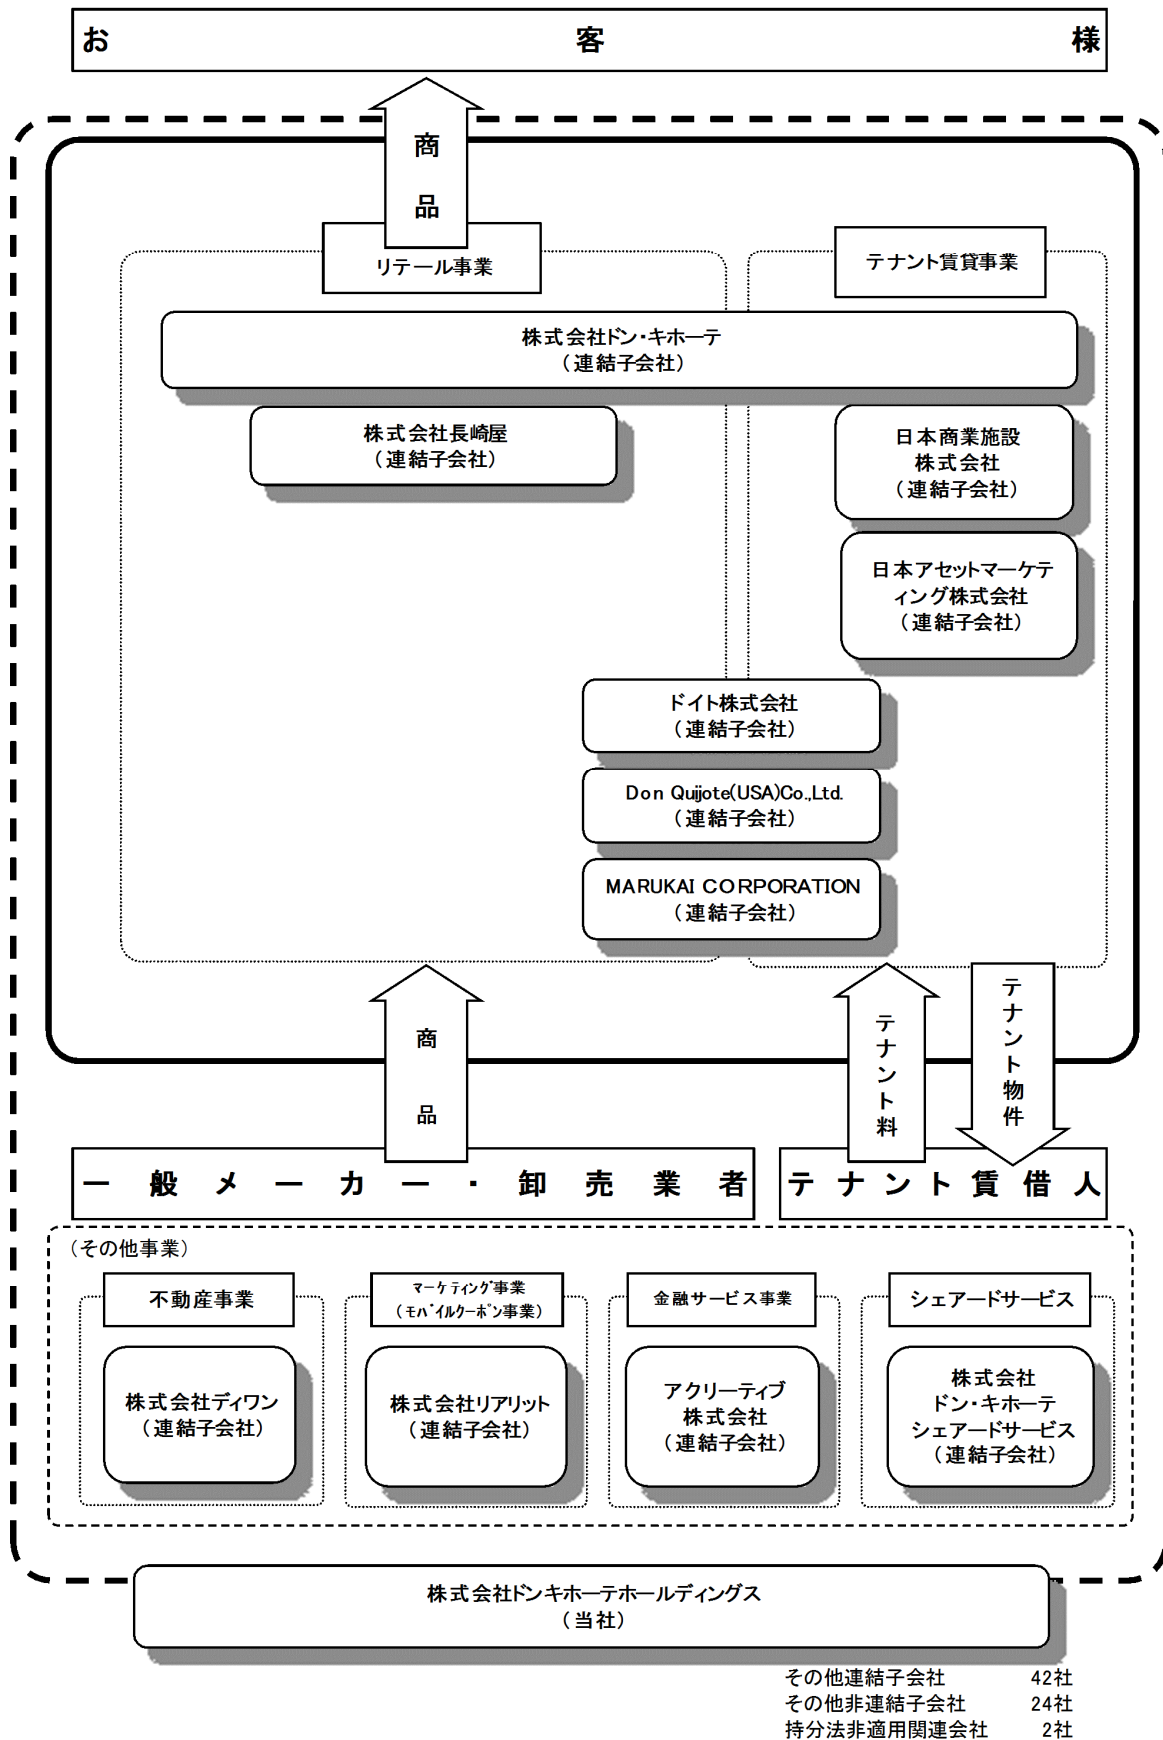 お客様
商品
リテール事業
テナント賃貸事業
株式会社ドン・キホーテ
（連結子会社）
株式会社長崎屋
（連結子会社）
日本商業施設
株式会社
（連結子会社）
日本アセットマーケテ
ィング株式会社
（連結子会社）
ドイト株式会社
（連結子会社）
Don Quijote(USA)Co.,Ltd.
（連結子会社）
MARUKAI CORPORATION
（連結子会社）
商品
テナント料
テナント物件
一般メーカー・卸売業者
テナント賃借人
（その他事業）
不動産事業
マーケティング事業
（モバイルクーポン事業）
金融サービス事業
シェアードサービス
株式会社ディワン
（連結子会社）
株式会社リアリット
（連結子会社）
アクリーティブ
株式会社
（連結子会社）
株式会社
ドン・キホーテ
シェアードサービス
（連結子会社）
株式会社ドンキホーテホールディングス
（当社）
その他連結子会社 42社
その他非連結子会社 24社
持分法非適用関連会社 2社